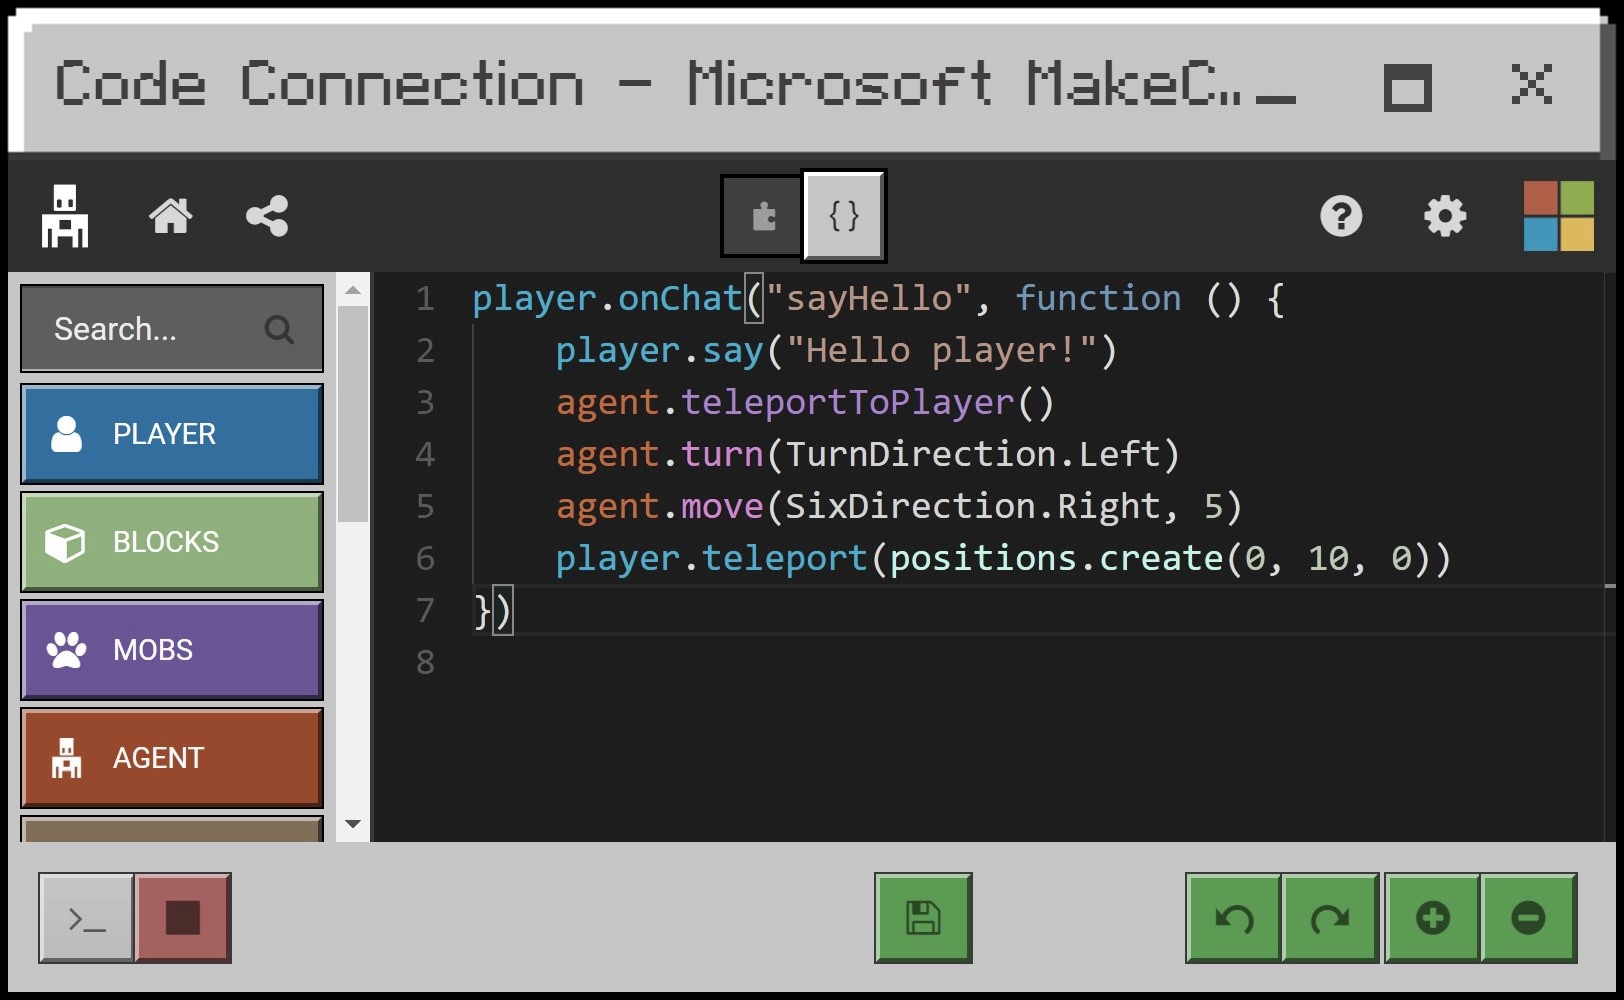 Code Connection - Microsoft MakeC..
{}
?
Search...
PLAYER
BLOCKS
MOBS
AGENT
1 player.onChat("sayHello", function () {
2     player.say("Hello player!")
3     agent.teleportToPlayer()
4     agent.turn(TurnDirection.Left)
5     agent.move(SixDirection.Right, 5)
6     player.teleport(positions.create(0, 10, 0))
7 })
8
>_